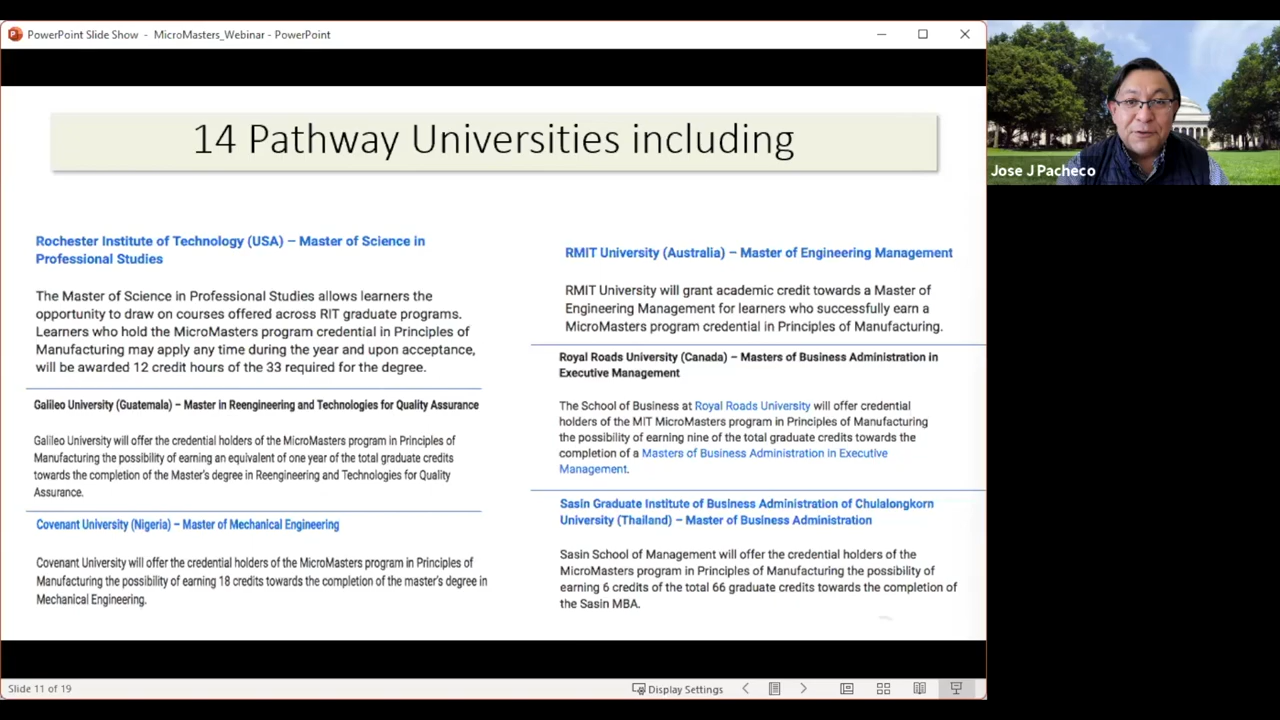 PowerPoint Slide Show - MicroMasters_Webinar - PowerPoint
14 Pathway Universities including
Rochester Institute of Technology (USA) – Master of Science in
Professional Studies
The Master of Science in Professional Studies allows learners the
opportunity to draw on courses offered across RIT graduate programs.
Learners who hold the MicroMasters program credential in Principles of
Manufacturing may apply any time during the year and upon acceptance,
will be awarded 12 credit hours of the 33 required for the degree.
Galileo University (Guatemala) – Master in Reengineering and Technologies for Quality Assurance
Galileo University will offer the credential holders of the MicroMasters program in Principles of
Manufacturing the possibility of earning an equivalent of one year of the total graduate credits
towards the completion of the Master's degree in Reengineering and Technologies for Quality
Assurance.
Covenant University (Nigeria) – Master of Mechanical Engineering
Covenant University will offer the credential holders of the MicroMasters program in Principles of
Manufacturing the possibility of earning 18 credits towards the completion of the master's degree in
Mechanical Engineering.
RMIT University (Australia) – Master of Engineering Management
RMIT University will grant academic credit towards a Master of
Engineering Management for learners who successfully earn a
MicroMasters program credential in Principles of Manufacturing.
Royal Roads University (Canada) – Masters of Business Administration in
Executive Management
The School of Business at Royal Roads University will offer credential
holders of the MIT MicroMasters program in Principles of Manufacturing
the possibility of earning nine of the total graduate credits towards the
completion of a Masters of Business Administration in Executive
Management.
Sasin Graduate Institute of Business Administration of Chulalongkorn
University (Thailand) – Master of Business Administration
Sasin School of Management will offer the credential holders of the
MicroMasters program in Principles of Manufacturing the possibility of
earning 6 credits of the total 66 graduate credits towards the completion of
the Sasin MBA.
Jose J Pacheco
Slide 11 of 19
Display Settings